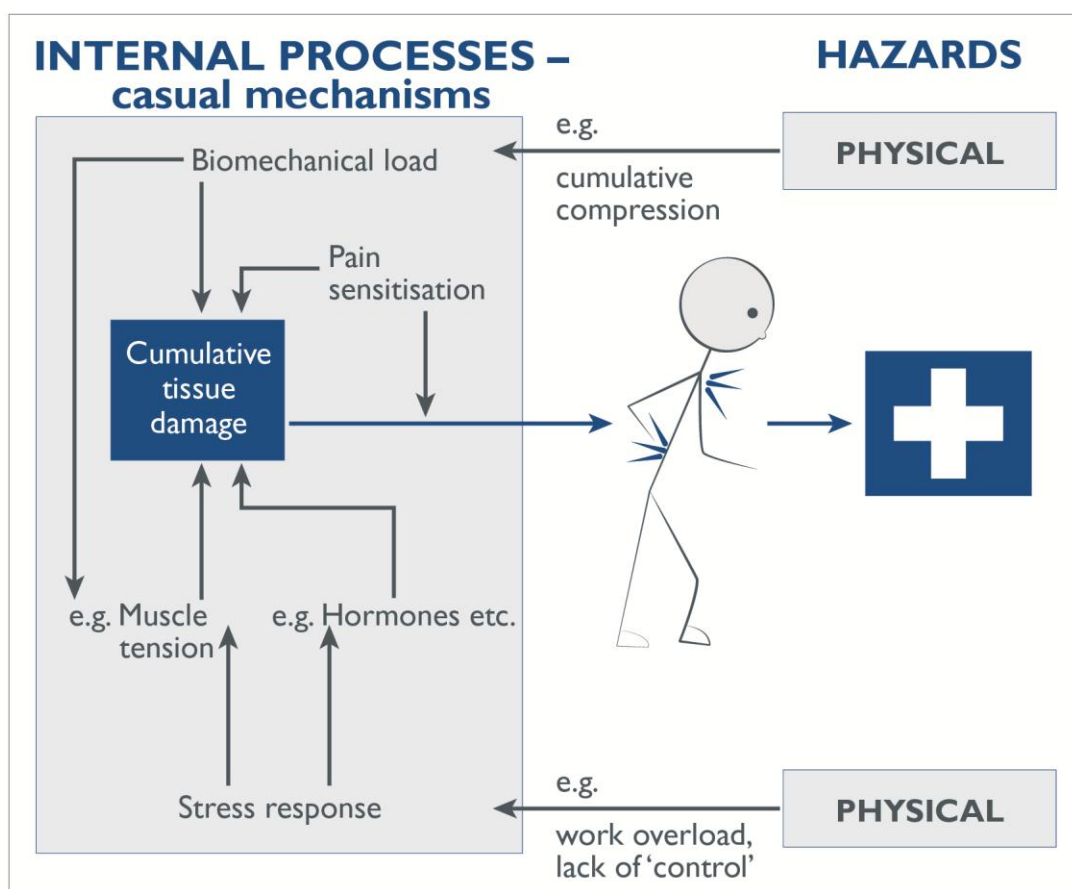 INTERNAL PROCESSES –
casual mechanisms
HAZARDS
e.g.
PHYSICAL
Biomechanical load
cumulative
compression
Pain
sensitisation
Cumulative
tissue
damage
e.g. Muscle
tension
e.g. Hormones etc.
Stress response
e.g.
PHYSICAL
work overload,
lack of ‘control’